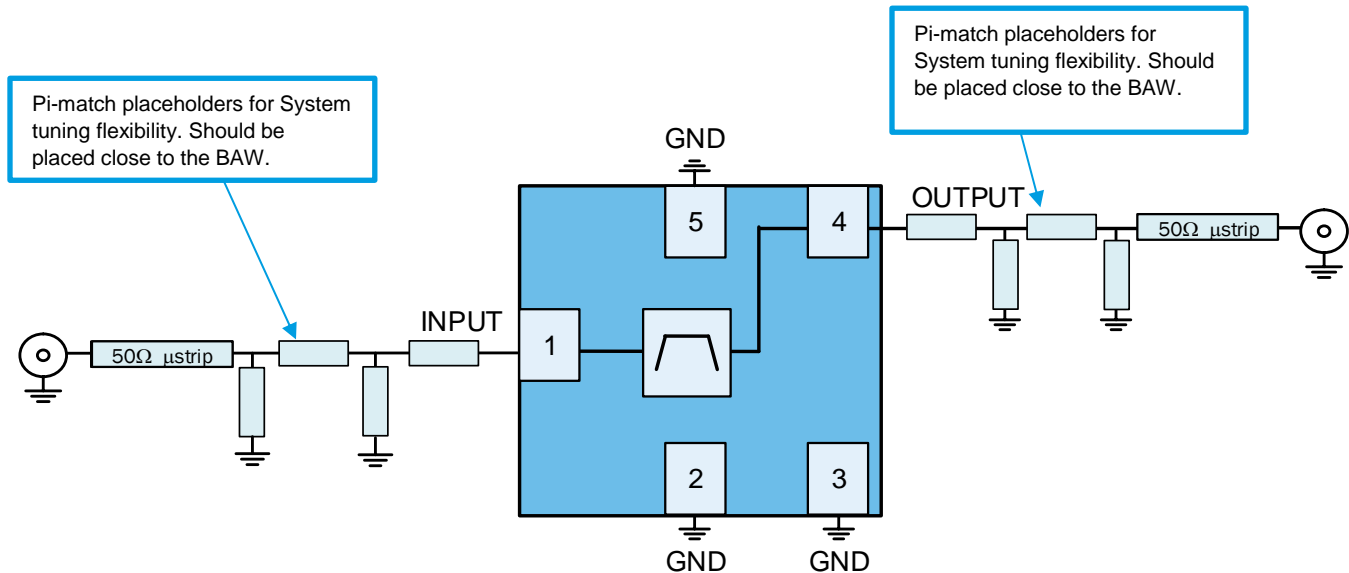 Pi-match placeholders for System
tuning flexibility. Should be
placed close to the BAW.
Pi-match placeholders for
System tuning flexibility. Should
be placed close to the BAW.
GND
5
4
OUTPUT
50Ω µstrip
50Ω µstrip
INPUT
1
2
3
GND
GND